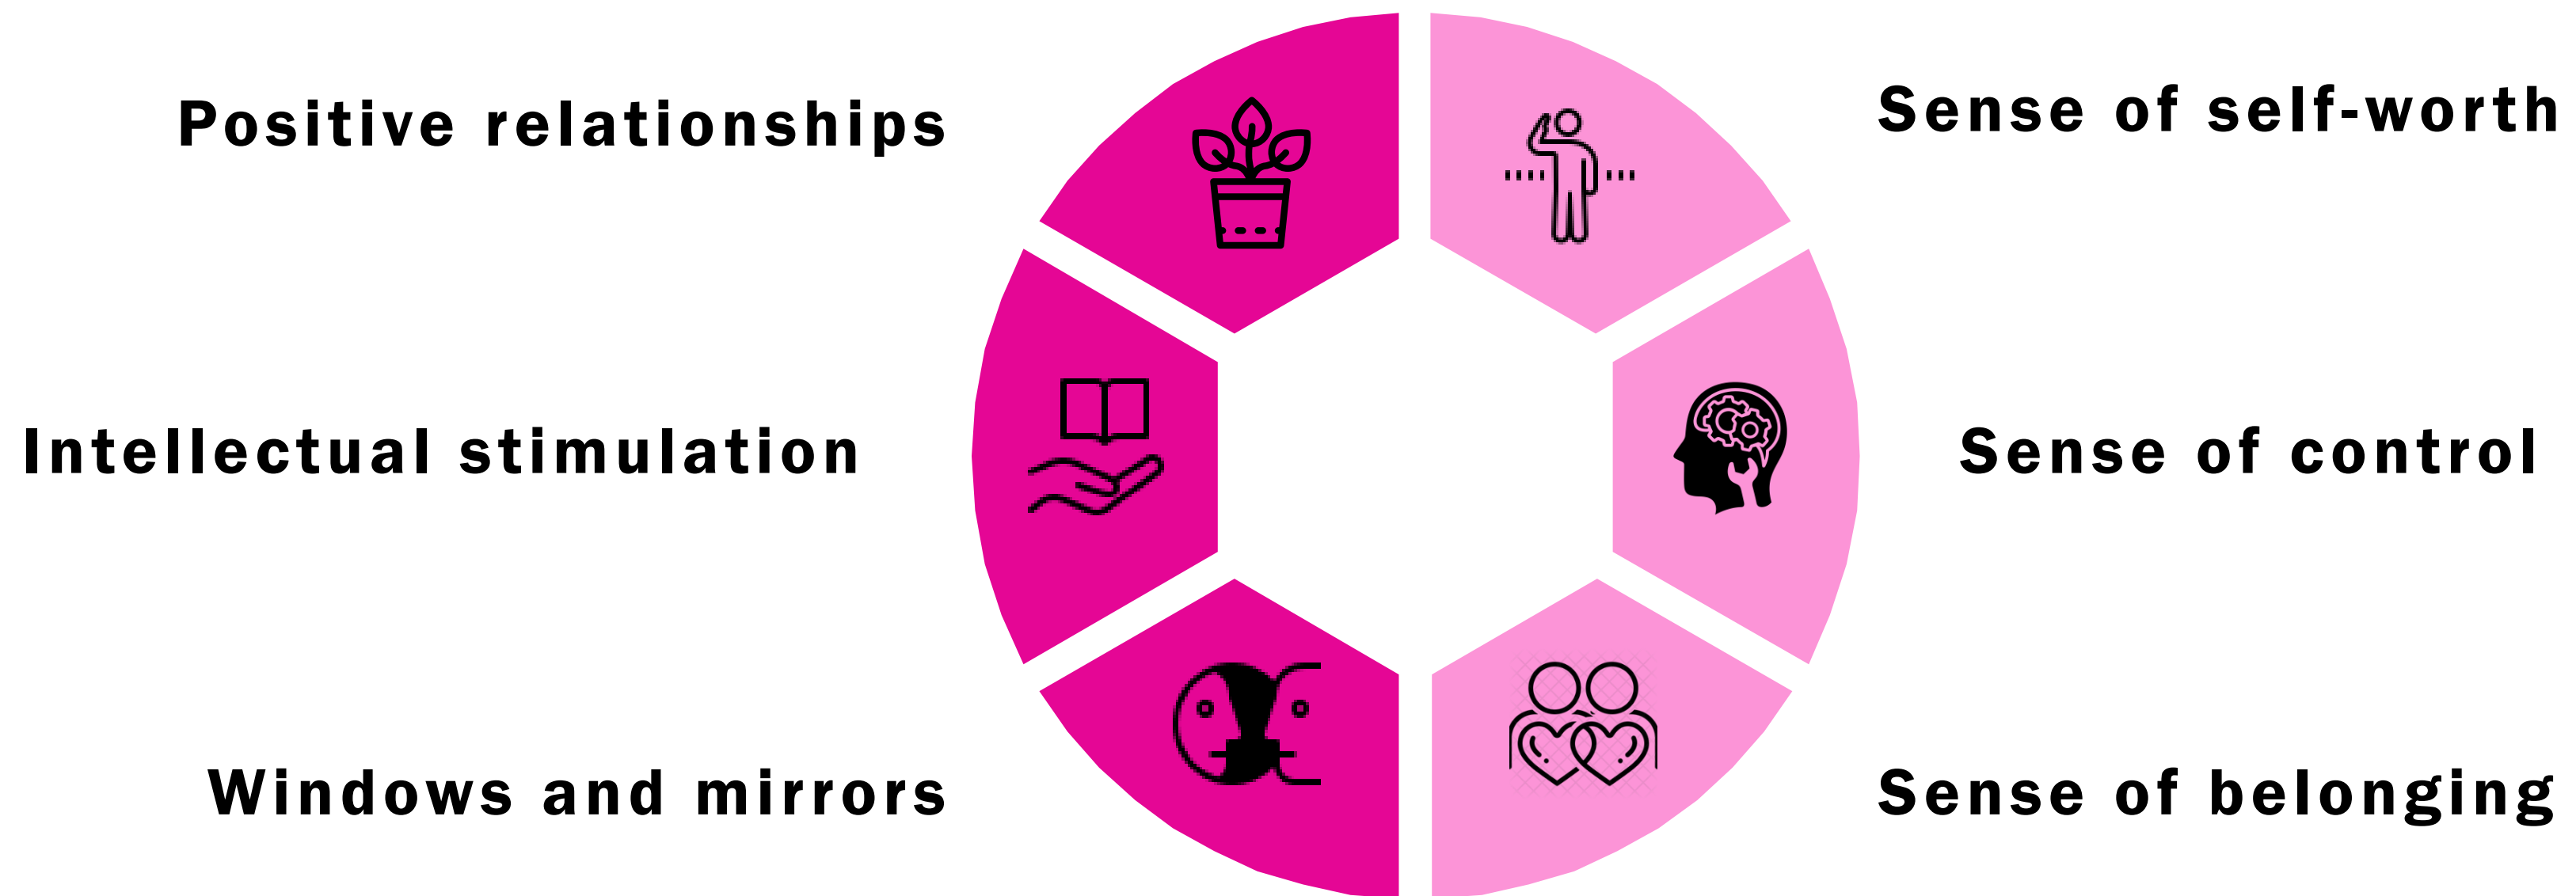 Positive relationships
Sense of self-worth
Intellectual stimulation
Sense of control
Windows and mirrors
Sense of belonging